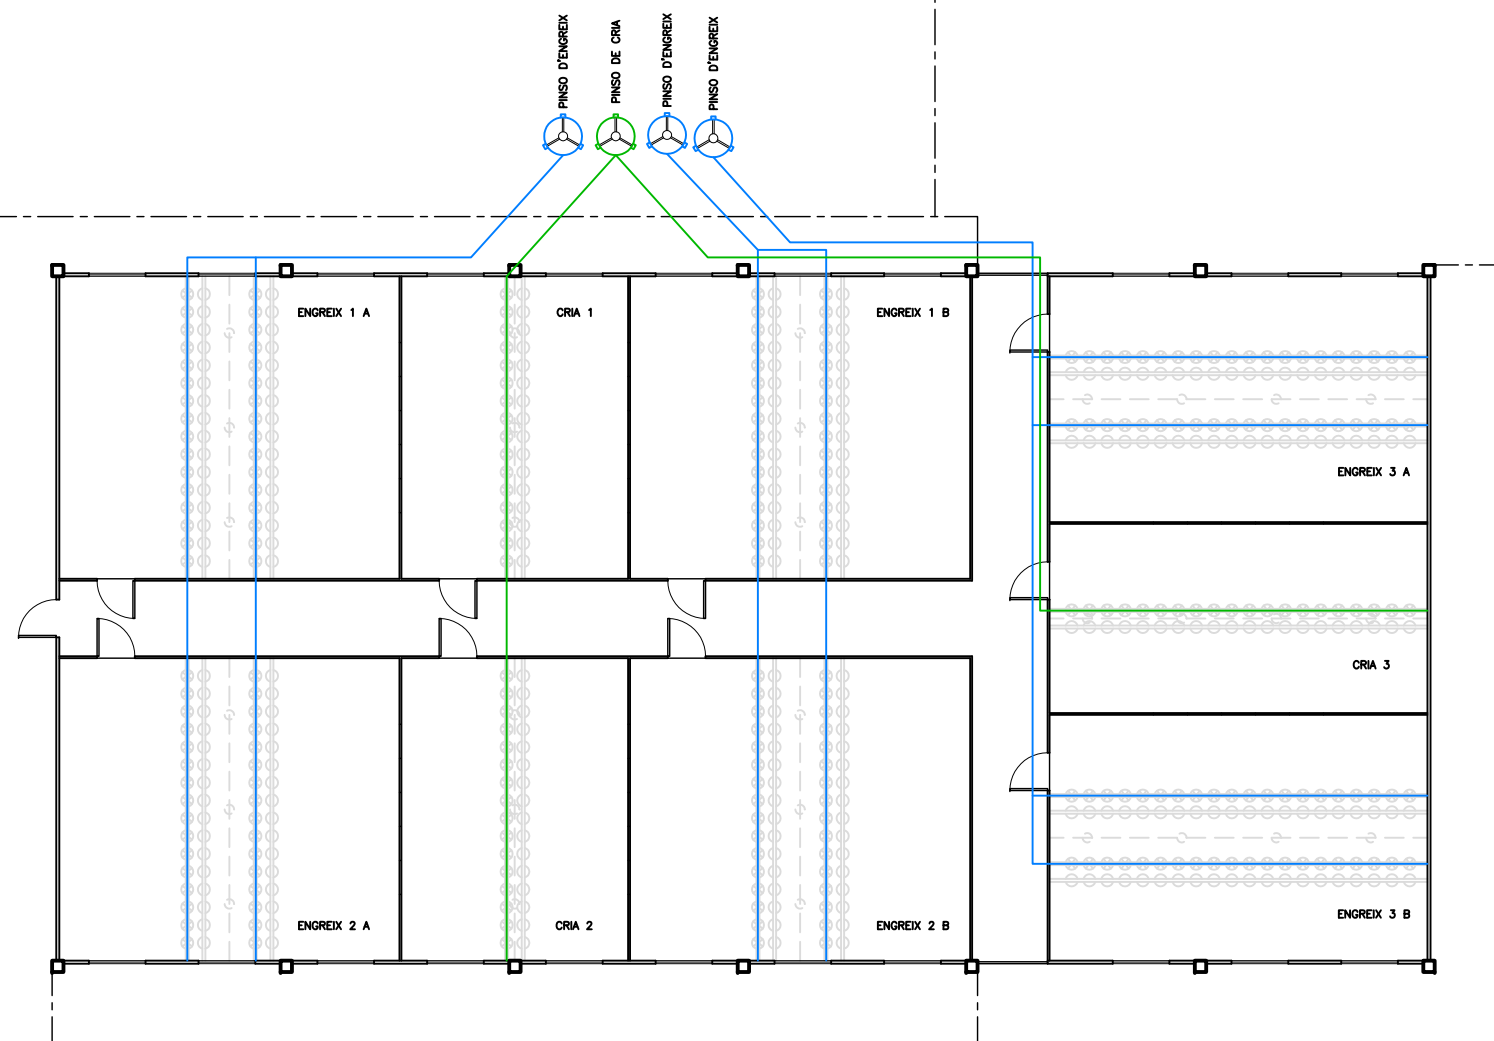 PINSO D'ENGREIX
PINSO DE CRIA
PINSO D'ENGREIX
PINSO D'ENGREIX
ENGREIX 1 A
CRIA 1
ENGREIX 1 B
ENGREIX 3 A
CRIA 3
ENGREIX 2 A
CRIA 2
ENGREIX 2 B
ENGREIX 3 B